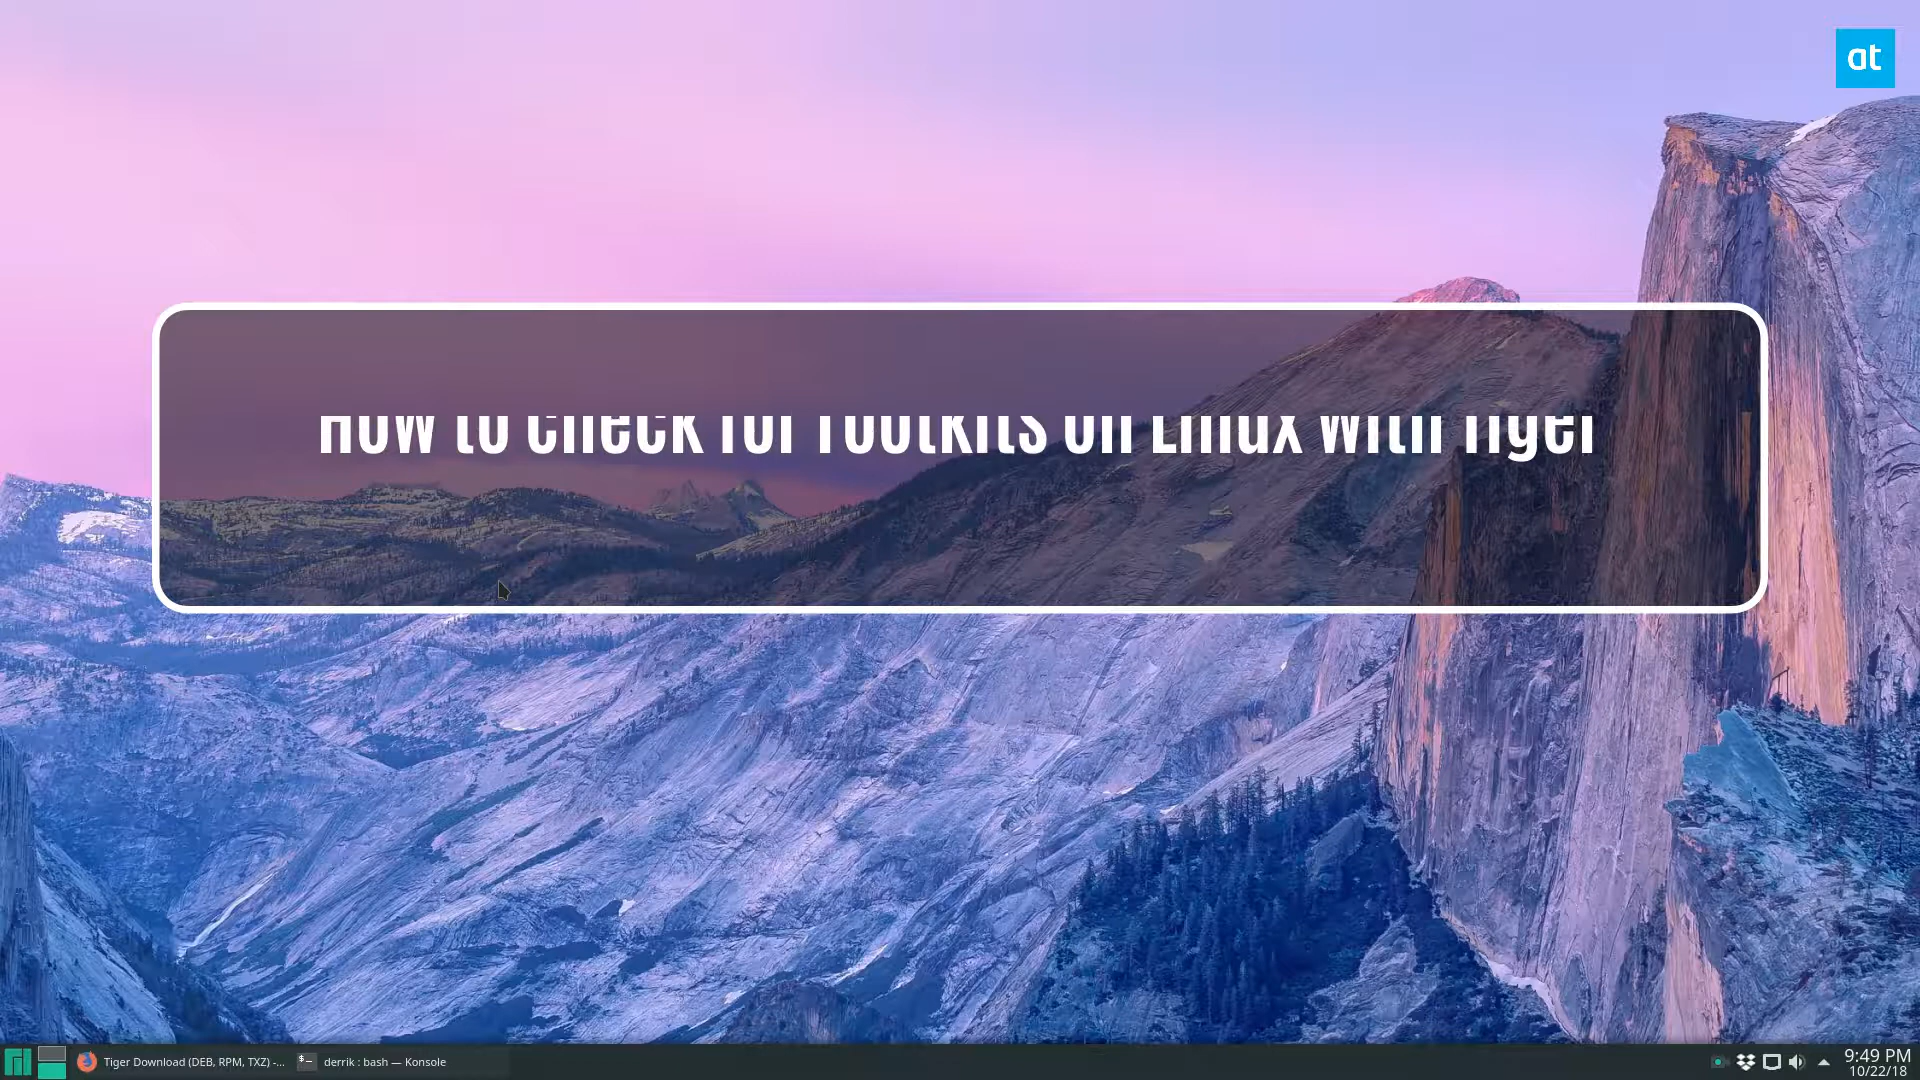 at
How to check for rootkits on Linux with Tiger
Tiger Download (DEB, RPM, TXZ) -...
derrik : bash — Konsole
9:49 PM
10/22/18